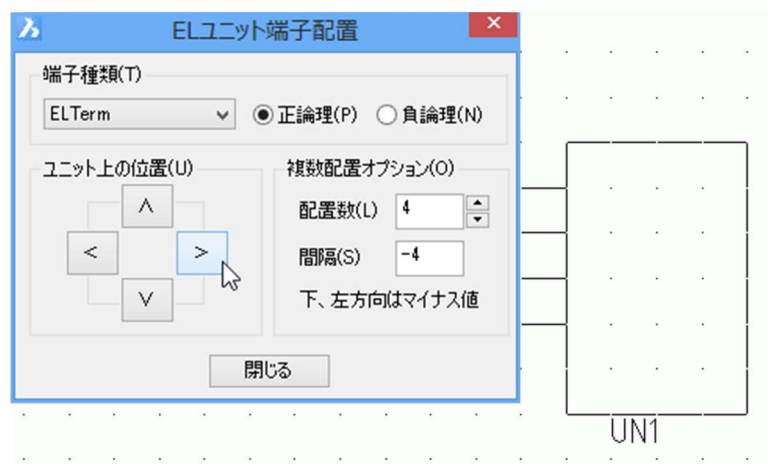 ELユニット端子配置
端子種類(T)
ELTerm 正論理(P) 負論理(N)
ユニット上の位置(U)
∧
< >
∨
複数配置オプション(O)
配置数(L) 4
間隔(S) -4
下、左方向はマイナス値
閉じる
UN1